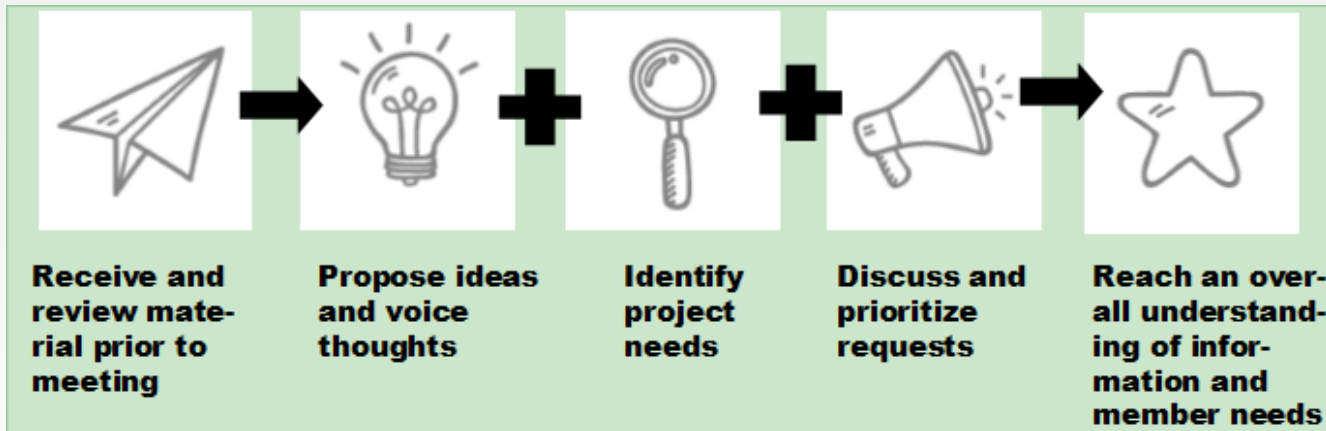 Receive and
review mate-
rial prior to
meeting
Propose ideas
and voice
thoughts
Identify
project
needs
Discuss and
prioritize
requests
Reach an over-
all understand-
ing of infor-
mation and
member needs